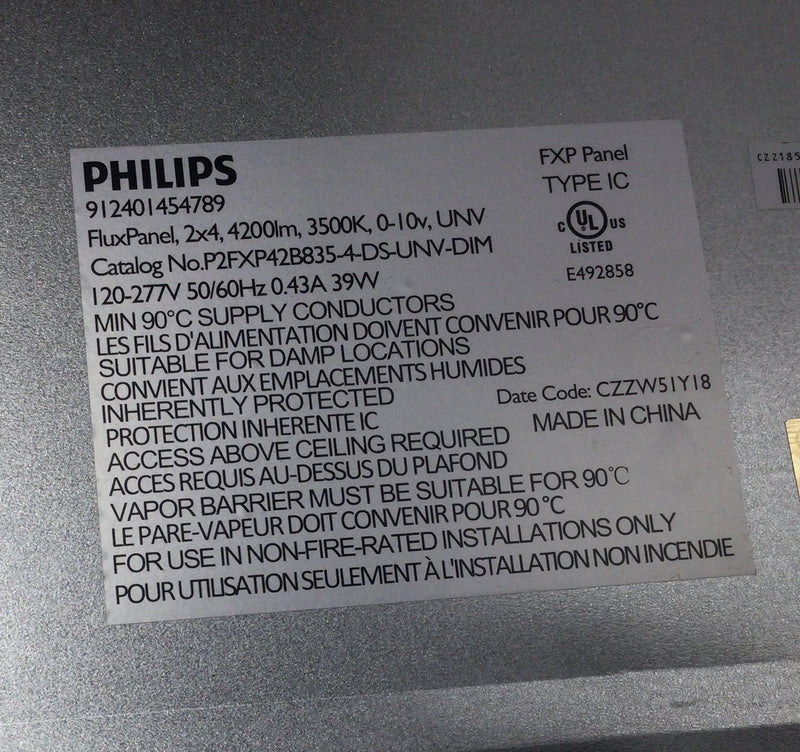 PHILIPS
912401454789
FluxPanel, 2x4, 4200lm, 3500K, 0-10v, UNV
Catalog No.P2FXP42B835-4-DS-UNV-DIM
120-277V 50/60Hz 0.43A 39W
FXP Panel
TYPE IC
C UL US
LISTED
E492858
MIN 90°C SUPPLY CONDUCTORS
LES FILS D'ALIMENTATION DOIVENT CONVENIR POUR 90°C
SUITABLE FOR DAMP LOCATIONS
CONVIENT AUX EMPLACEMENTS HUMIDES
INHERENTLY PROTECTED
Date Code: CZZW51Y18
PROTECTION INHERENTE IC
MADE IN CHINA
ACCESS ABOVE CEILING REQUIRED
ACCES REQUIS AU-DESSUS DU PLAFOND
VAPOR BARRIER MUST BE SUITABLE FOR 90°C
LE PARE-VAPEUR DOIT CONVENIR POUR 90 °C
FOR USE IN NON-FIRE-RATED INSTALLATIONS ONLY
POUR UTILISATION SEULEMENT À L'INSTALLATION NON INCENDIE